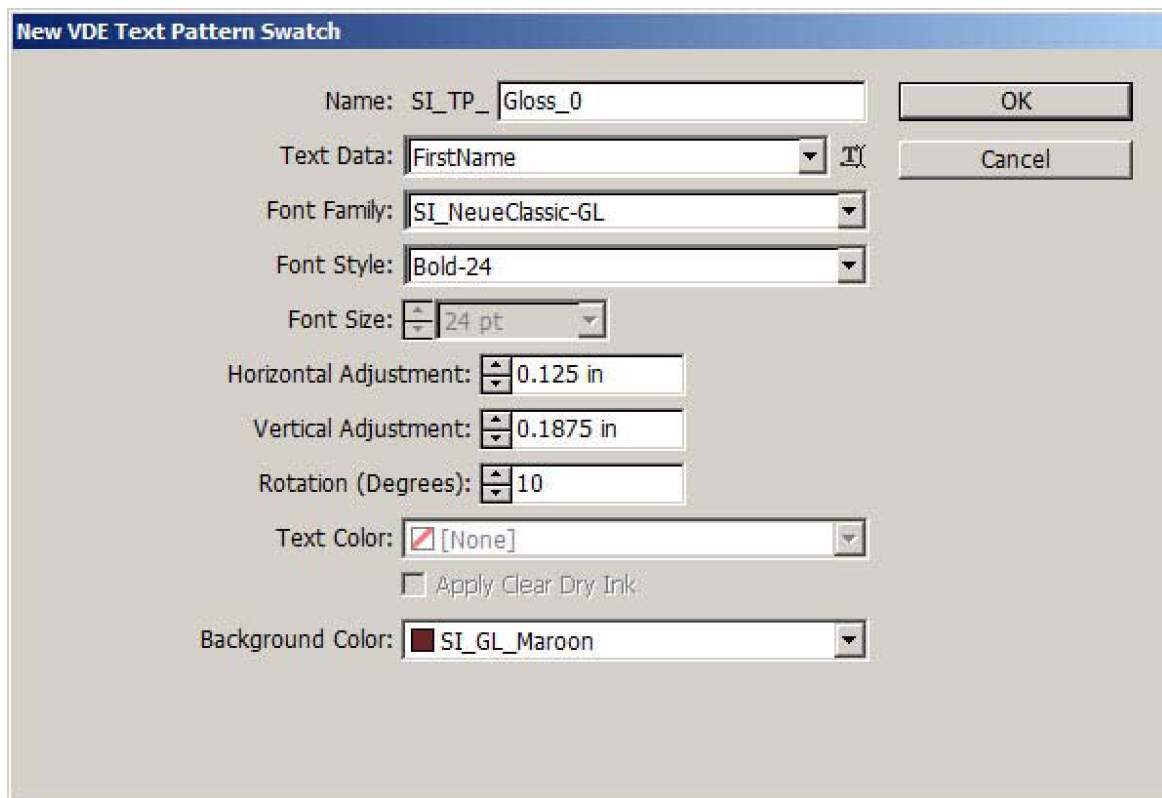 New VDE Text Pattern Swatch
Name: SI_TP_ Gloss_0 OK
Text Data: FirstName T Cancel
Font Family: SI_NeueClassic-GL
Font Style: Bold-24
Font Size: 24 pt
Horizontal Adjustment: 0.125 in
Vertical Adjustment: 0.1875 in
Rotation (Degrees): 10
Text Color: [None]
Apply Clear Dry Ink
Background Color: SI_GL_Maroon